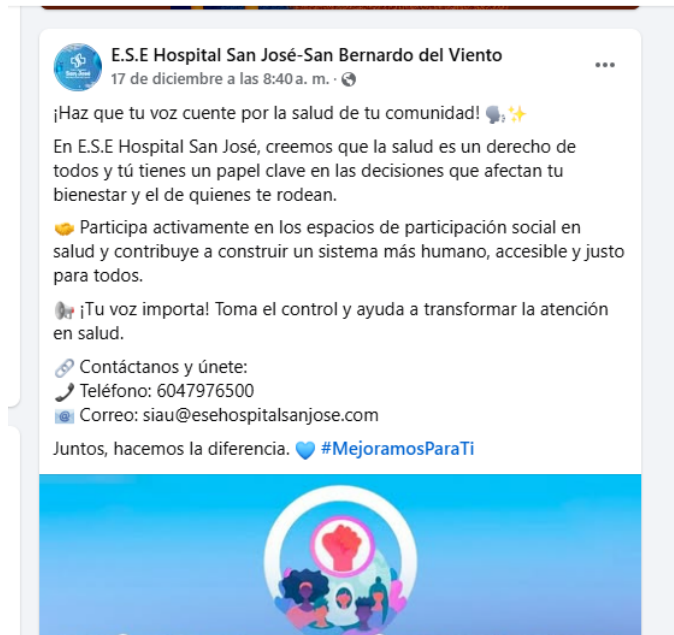 E.S.E Hospital San José-San Bernardo del Viento
17 de diciembre a las 8:40 a. m. ·
¡Haz que tu voz cuente por la salud de tu comunidad! 🗣️✨
En E.S.E Hospital San José, creemos que la salud es un derecho de
todos y tú tienes un papel clave en las decisiones que afectan tu
bienestar y el de quienes te rodean.
🤝 Participa activamente en los espacios de participación social en
salud y contribuye a construir un sistema más humano, accesible y justo
para todos.
📢 ¡Tu voz importa! Toma el control y ayuda a transformar la atención
en salud.
🔗 Contáctanos y únete:
📞 Teléfono: 6047976500
📧 Correo: siau@esehospitalsanjose.com
Juntos, hacemos la diferencia. 💙 #MejoramosParaTi